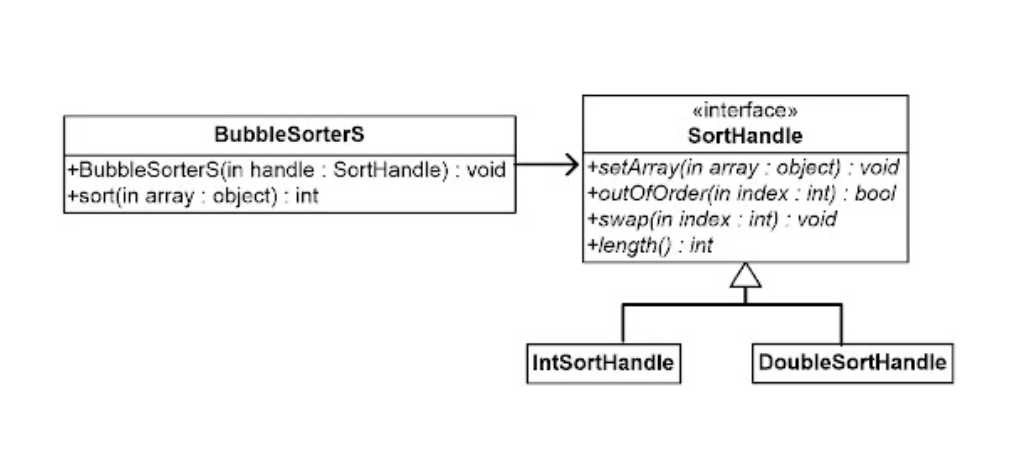 BubbleSorterS
+BubbleSorterS(in handle : SortHandle) : void
+sort(in array : object) : int
«interface»
SortHandle
+setArray(in array : object) : void
+outOfOrder(in index : int) : bool
+swap(in index : int) : void
+length() : int
IntSortHandle
DoubleSortHandle